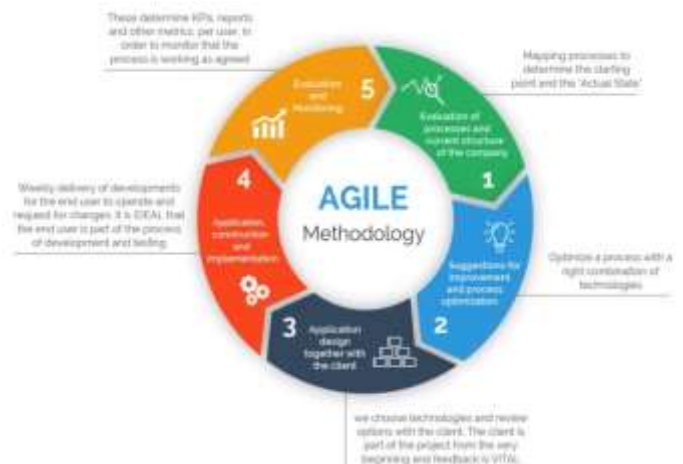 These determine KPIs, reports
and other metrics, per user, in
order to monitor that the
process is working as agreed
Mapping processes to
determine the starting
point and the "Actual State"
Evaluation
and
Monitoring
5
Evaluation of
processes and
current structure
of the company
1
Weekly delivery of developments
for the end user to operate and
request for changes. It is IDEAL that
the end user is part of the process
of development and testing.
4
Application,
construction
and
implementation
AGILE
Methodology
Suggestions for
improvement
and process
optimization
2
Optimize a process with a
right combination of
technologies
3
Application
design
together with
the client
we choose technologies and review
options with the client. The client is
part of the project from the very
beginning and feedback is VITAL